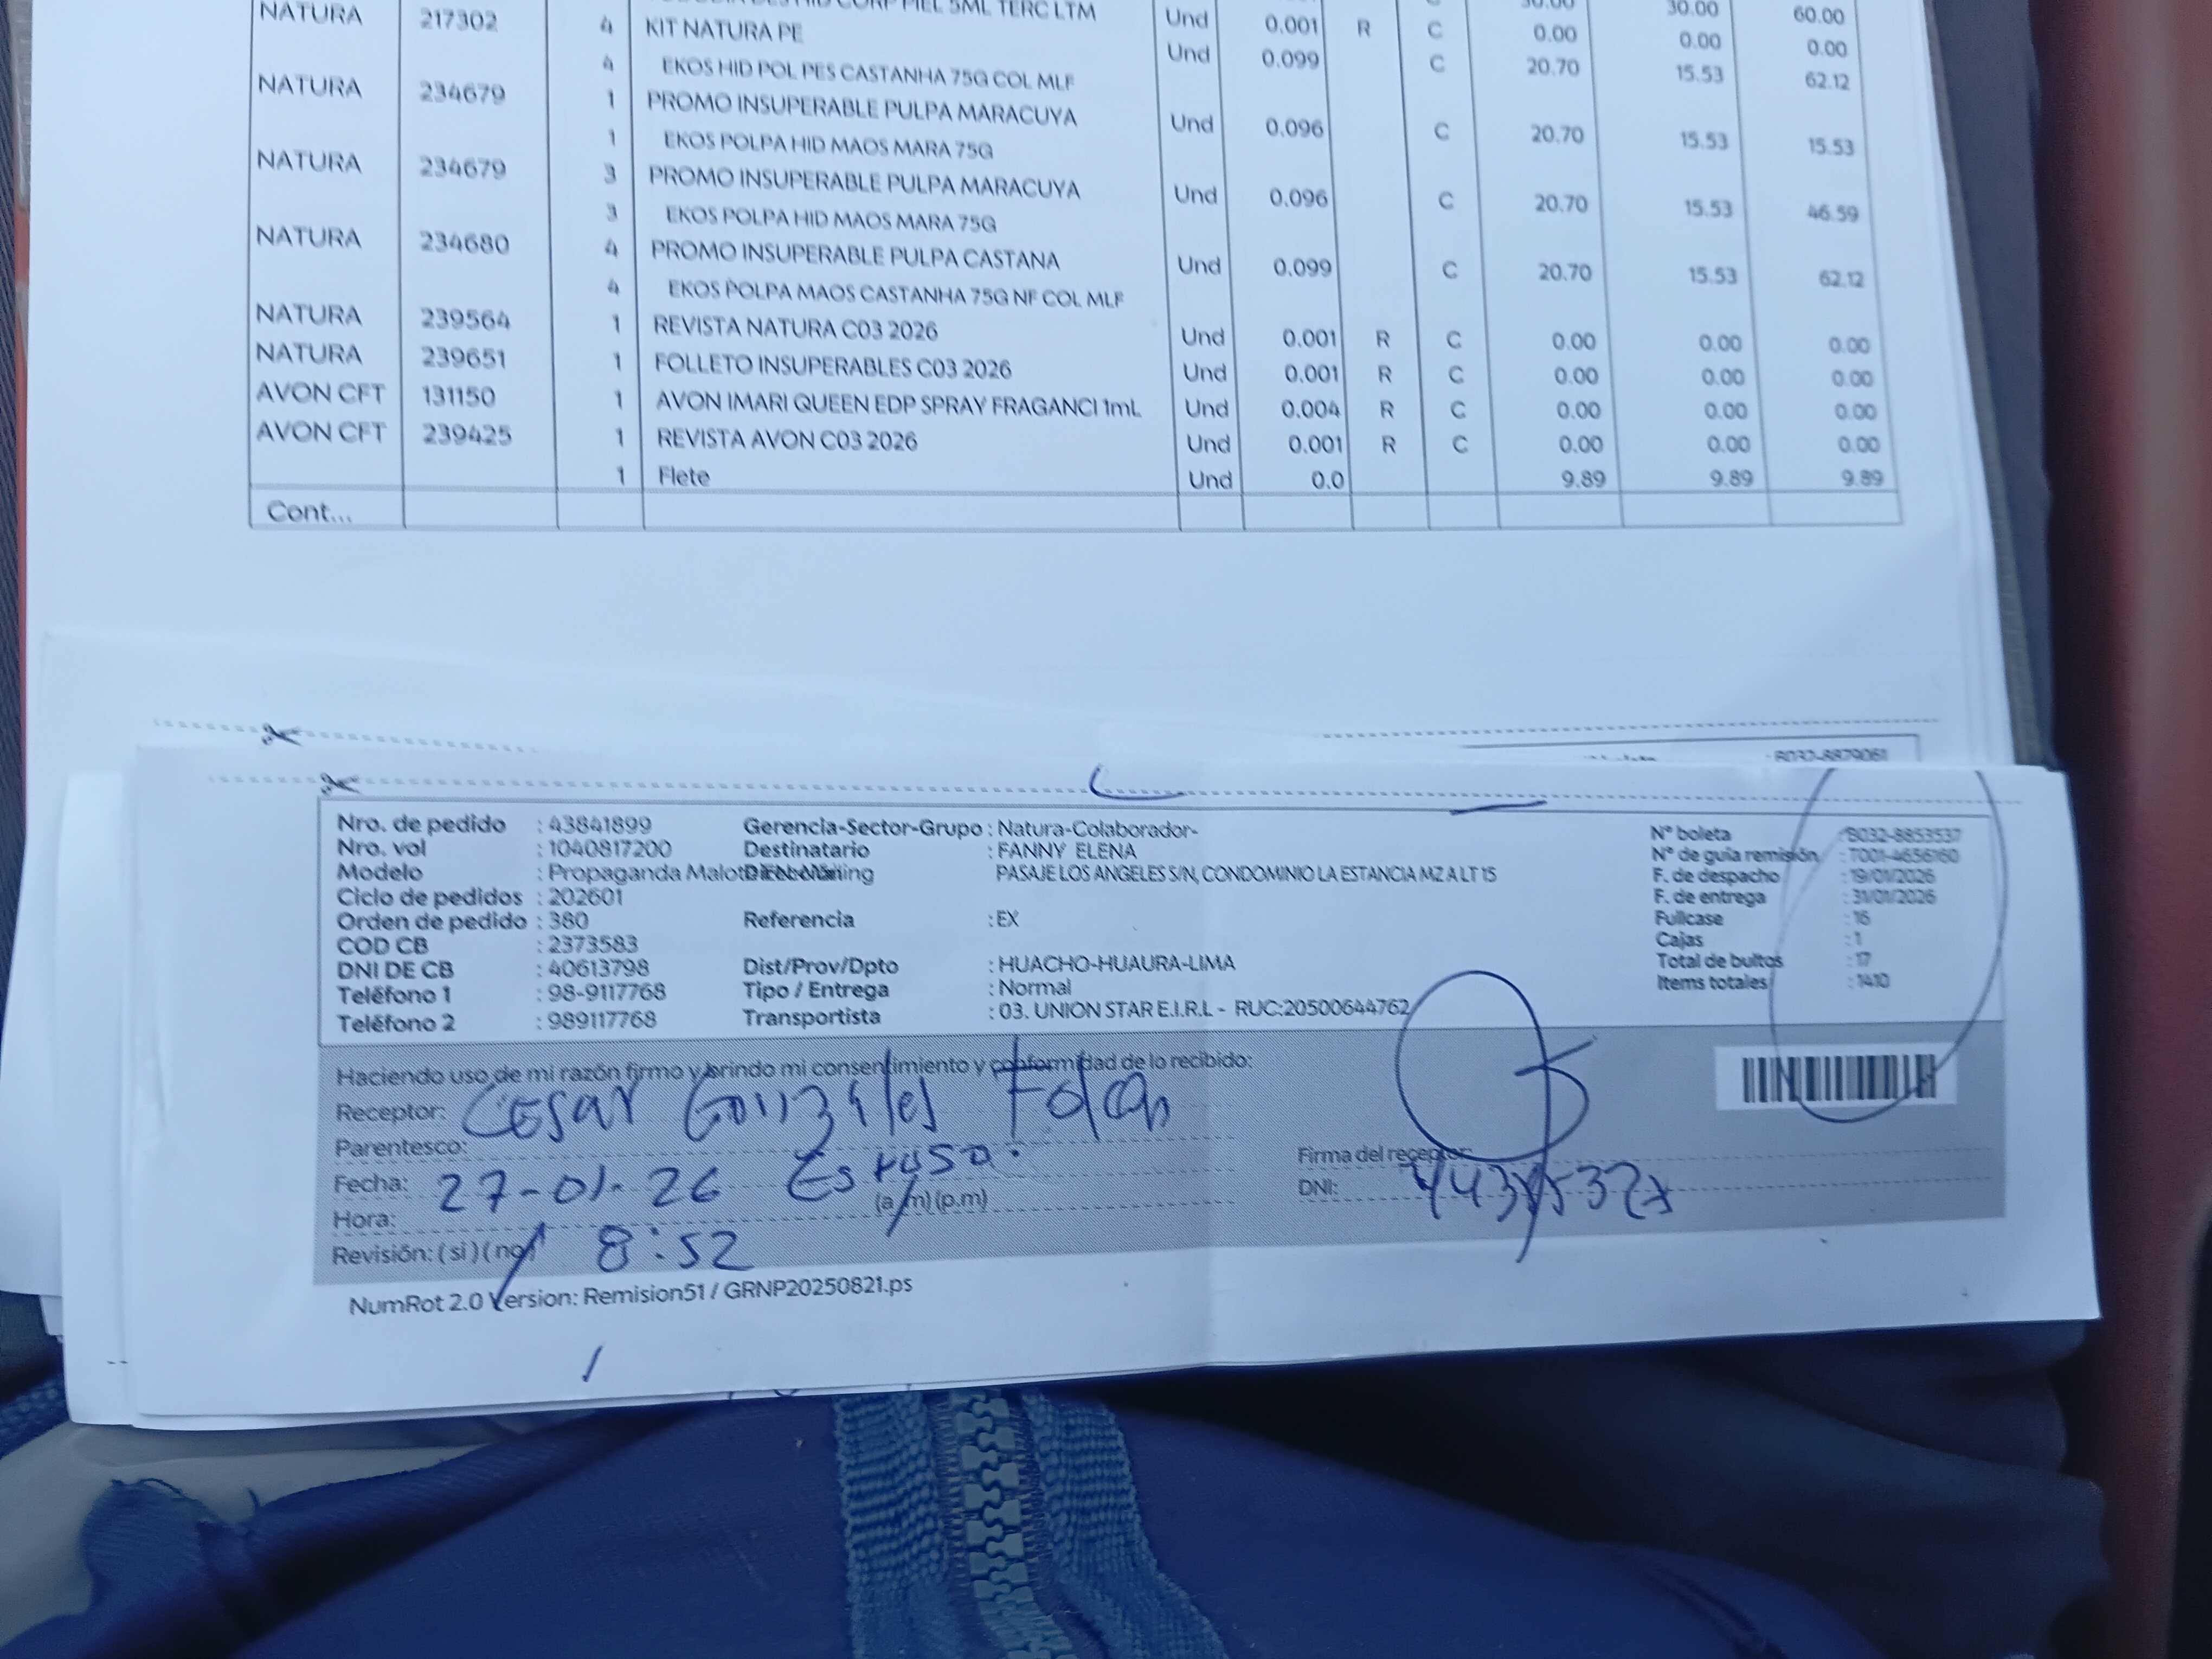 NATURA 217302 4 KIT NATURA PE Und 0.001 R C 0.00 0.00 0.00
4 EKOS HID POL PES CASTANHA 75G COL MLF Und 0.099 C 20.70 15.53 62.12
NATURA 234679 1 PROMO INSUPERABLE PULPA MARACUYA
1 EKOS POLPA HID MAOS MARA 75G Und 0.096 C 20.70 15.53 15.53
NATURA 234679 3 PROMO INSUPERABLE PULPA MARACUYA
3 EKOS POLPA HID MAOS MARA 75G Und 0.096 C 20.70 15.53 46.59
NATURA 234680 4 PROMO INSUPERABLE PULPA CASTANA
4 EKOS POLPA MAOS CASTANHA 75G NF COL MLF Und 0.099 C 20.70 15.53 62.12
NATURA 239564 1 REVISTA NATURA C03 2026 Und 0.001 R C 0.00 0.00 0.00
NATURA 239651 1 FOLLETO INSUPERABLES C03 2026 Und 0.001 R C 0.00 0.00 0.00
AVON CFT 131150 1 AVON IMARI QUEEN EDP SPRAY FRAGANCI 1mL Und 0.004 R C 0.00 0.00 0.00
AVON CFT 239425 1 REVISTA AVON C03 2026 Und 0.001 R C 0.00 0.00 0.00
1 Flete Und 0.0 9.89 9.89 9.89
Cont...
: B032-8879061
Nro. de pedido : 43841899 Gerencia-Sector-Grupo : Natura-Colaborador- N° boleta : B032-8853537
Nro. vol : 1040817200 Destinatario : FANNY ELENA N° de guía remisión : T001-4656160
Modelo : Propaganda PASAJE LOS ANGELES S/N, CONDOMINIO LA ESTANCIA MZ A LT 15 F. de despacho : 19/01/2026
Ciclo de pedidos : 202601 F. de entrega : 31/01/2026
Orden de pedido : 380 Referencia : EX Fullcase : 16
COD CB : 2373583 Cajas : 1
DNI DE CB : 40613798 Dist/Prov/Dpto : HUACHO-HUAURA-LIMA Total de bultos : 17
Teléfono 1 : 98-9117768 Tipo / Entrega : Normal Items totales : 1410
Teléfono 2 : 989117768 Transportista : 03. UNION STAR E.I.R.L - RUC:20500644762
Haciendo uso de mi razón firmo y brindo mi consentimiento y conformidad de lo recibido:
Receptor: Cesar Gonzales
Parentesco: Esposo.
Firma del receptor:
Fecha: 27-01-26 (a.m) (p.m) DNI:
Hora: 8:52
Revisión: ( si ) ( no )
NumRot 2.0 Version: Remision51 / GRNP20250821.ps